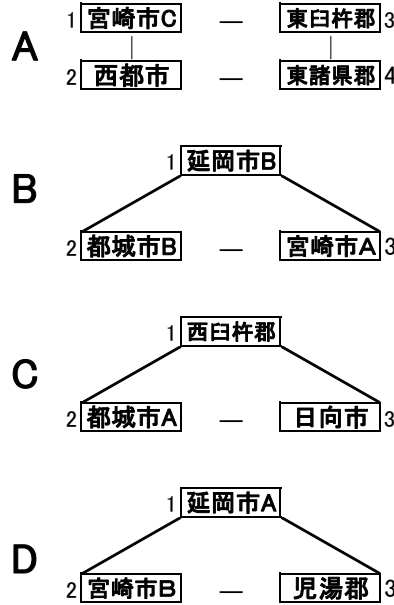 1 宮崎市C — 東臼杵郡 3
A
2 西都市 — 東諸県郡 4
1 延岡市B
B
2 都城市B — 宮崎市A 3
1 西臼杵郡
C
2 都城市A — 日向市 3
1 延岡市A
D
2 宮崎市B — 児湯郡 3